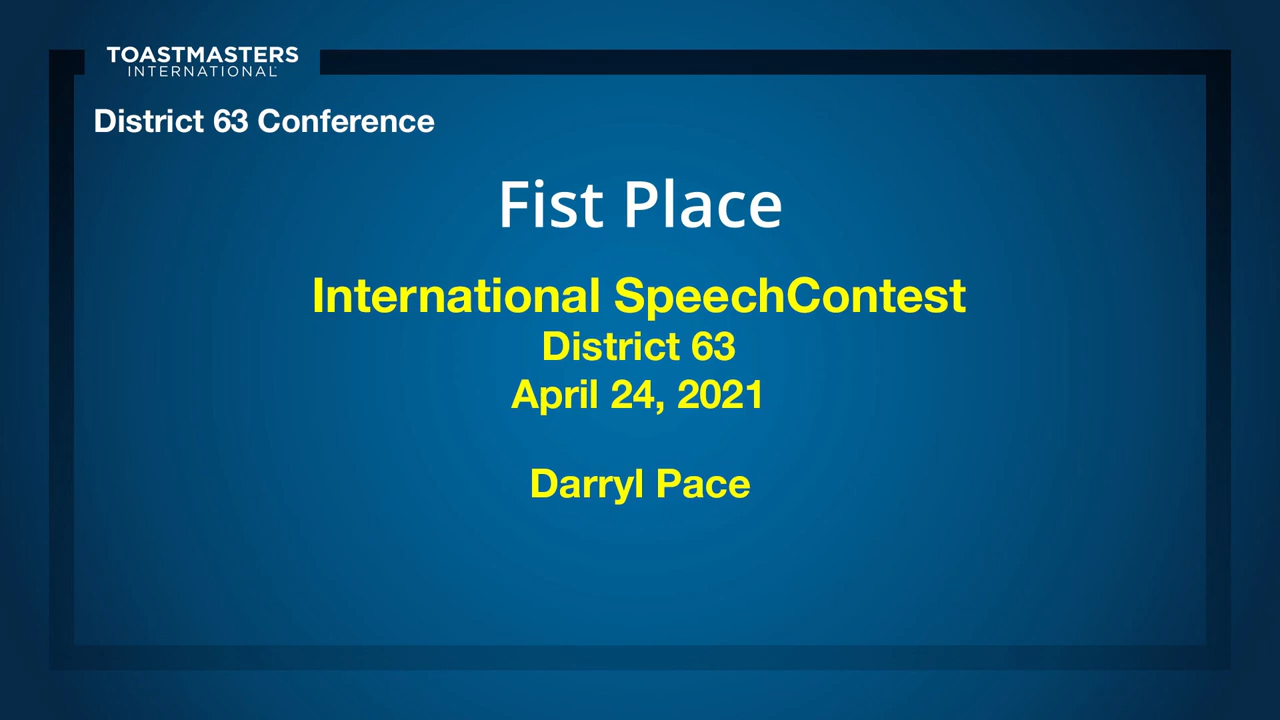 TOASTMASTERS
INTERNATIONAL
District 63 Conference
Fist Place
International SpeechContest
District 63
April 24, 2021
Darryl Pace